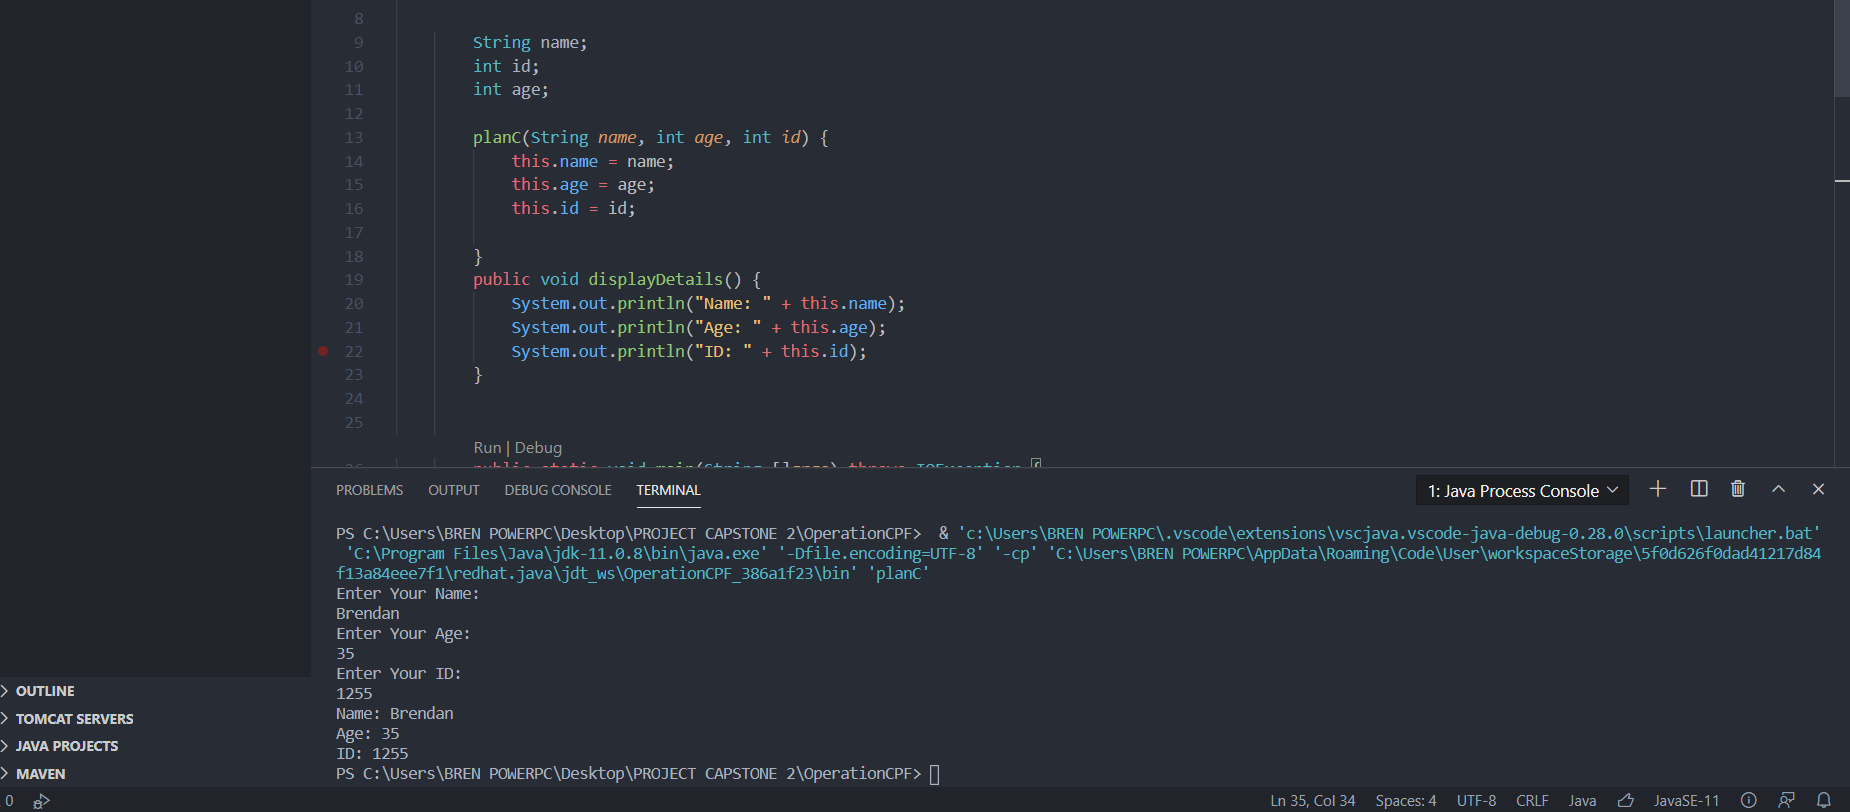 8
9 String name;
10 int id;
11 int age;
12
13 planC(String name, int age, int id) {
14 this.name = name;
15 this.age = age;
16 this.id = id;
17
18 }
19 public void displayDetails() {
20 System.out.println("Name: " + this.name);
21 System.out.println("Age: " + this.age);
22 System.out.println("ID: " + this.id);
23 }
24
25
Run | Debug
26 public static void main(String []args) throws IOException {
PROBLEMS OUTPUT DEBUG CONSOLE TERMINAL 1: Java Process Console
PS C:\Users\BREN POWERPC\Desktop\PROJECT CAPSTONE 2\OperationCPF>  & 'c:\Users\BREN POWERPC\.vscode\extensions\vscjava.vscode-java-debug-0.28.0\scripts\launcher.bat'
'C:\Program Files\Java\jdk-11.0.8\bin\java.exe' '-Dfile.encoding=UTF-8' '-cp' 'C:\Users\BREN POWERPC\AppData\Roaming\Code\User\workspaceStorage\5f0d626f0dad41217d84
f13a84eee7f1\redhat.java\jdt_ws\OperationCPF_386a1f23\bin' 'planC'
Enter Your Name:
Brendan
Enter Your Age:
35
Enter Your ID:
1255
Name: Brendan
Age: 35
ID: 1255
PS C:\Users\BREN POWERPC\Desktop\PROJECT CAPSTONE 2\OperationCPF>
OUTLINE
TOMCAT SERVERS
JAVA PROJECTS
MAVEN
0 Ln 35, Col 34 Spaces: 4 UTF-8 CRLF Java JavaSE-11